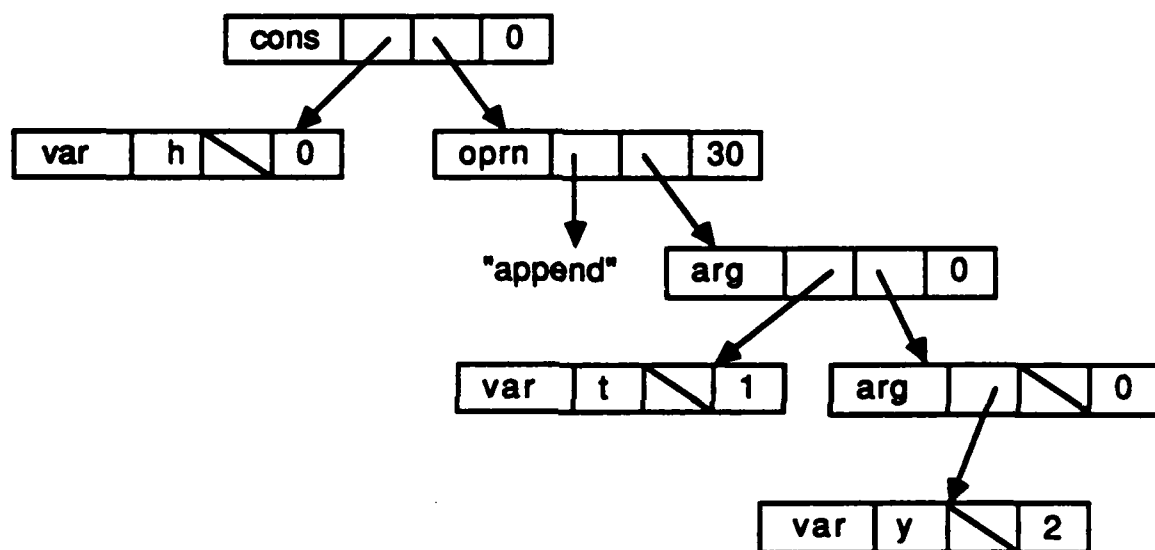 cons 0
var h 0 oprn 30
"append" arg 0
var t 1 arg 0
var y 2